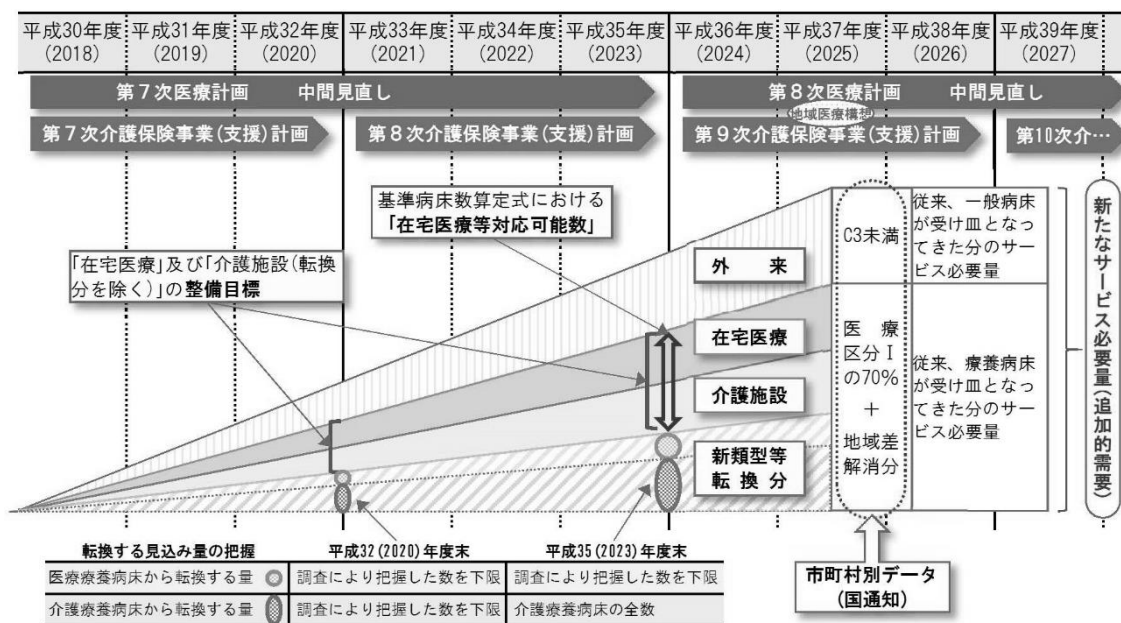 平成30年度 平成31年度 平成32年度 平成33年度 平成34年度 平成35年度 平成36年度 平成37年度 平成38年度 平成39年度
(2018) (2019) (2020) (2021) (2022) (2023) (2024) (2025) (2026) (2027)
第7次医療計画 中間見直し
第8次医療計画 中間見直し
地域医療構想
第7次介護保険事業(支援)計画
第8次介護保険事業(支援)計画
第9次介護保険事業(支援)計画
第10次介…
基準病床数算定式における
「在宅医療等対応可能数」
「在宅医療」及び「介護施設(転換
分を除く)」の整備目標
外 来
在宅医療
介護施設
新類型等
転換分
C3未満
医 療
区分Ⅰ
の70%
+
地域差
解消分
従来、一般病床
が受け皿となっ
てきた分のサー
ビス必要量
従来、療養病床
が受け皿となっ
てきた分のサー
ビス必要量
新たなサービス必要量(追加的需要)
市町村別データ
(国通知)
転換する見込み量の把握 平成32(2020)年度末 平成35(2023)年度末
医療療養病床から転換する量 調査により把握した数を下限 調査により把握した数を下限
介護療養病床から転換する量 調査により把握した数を下限 介護療養病床の全数